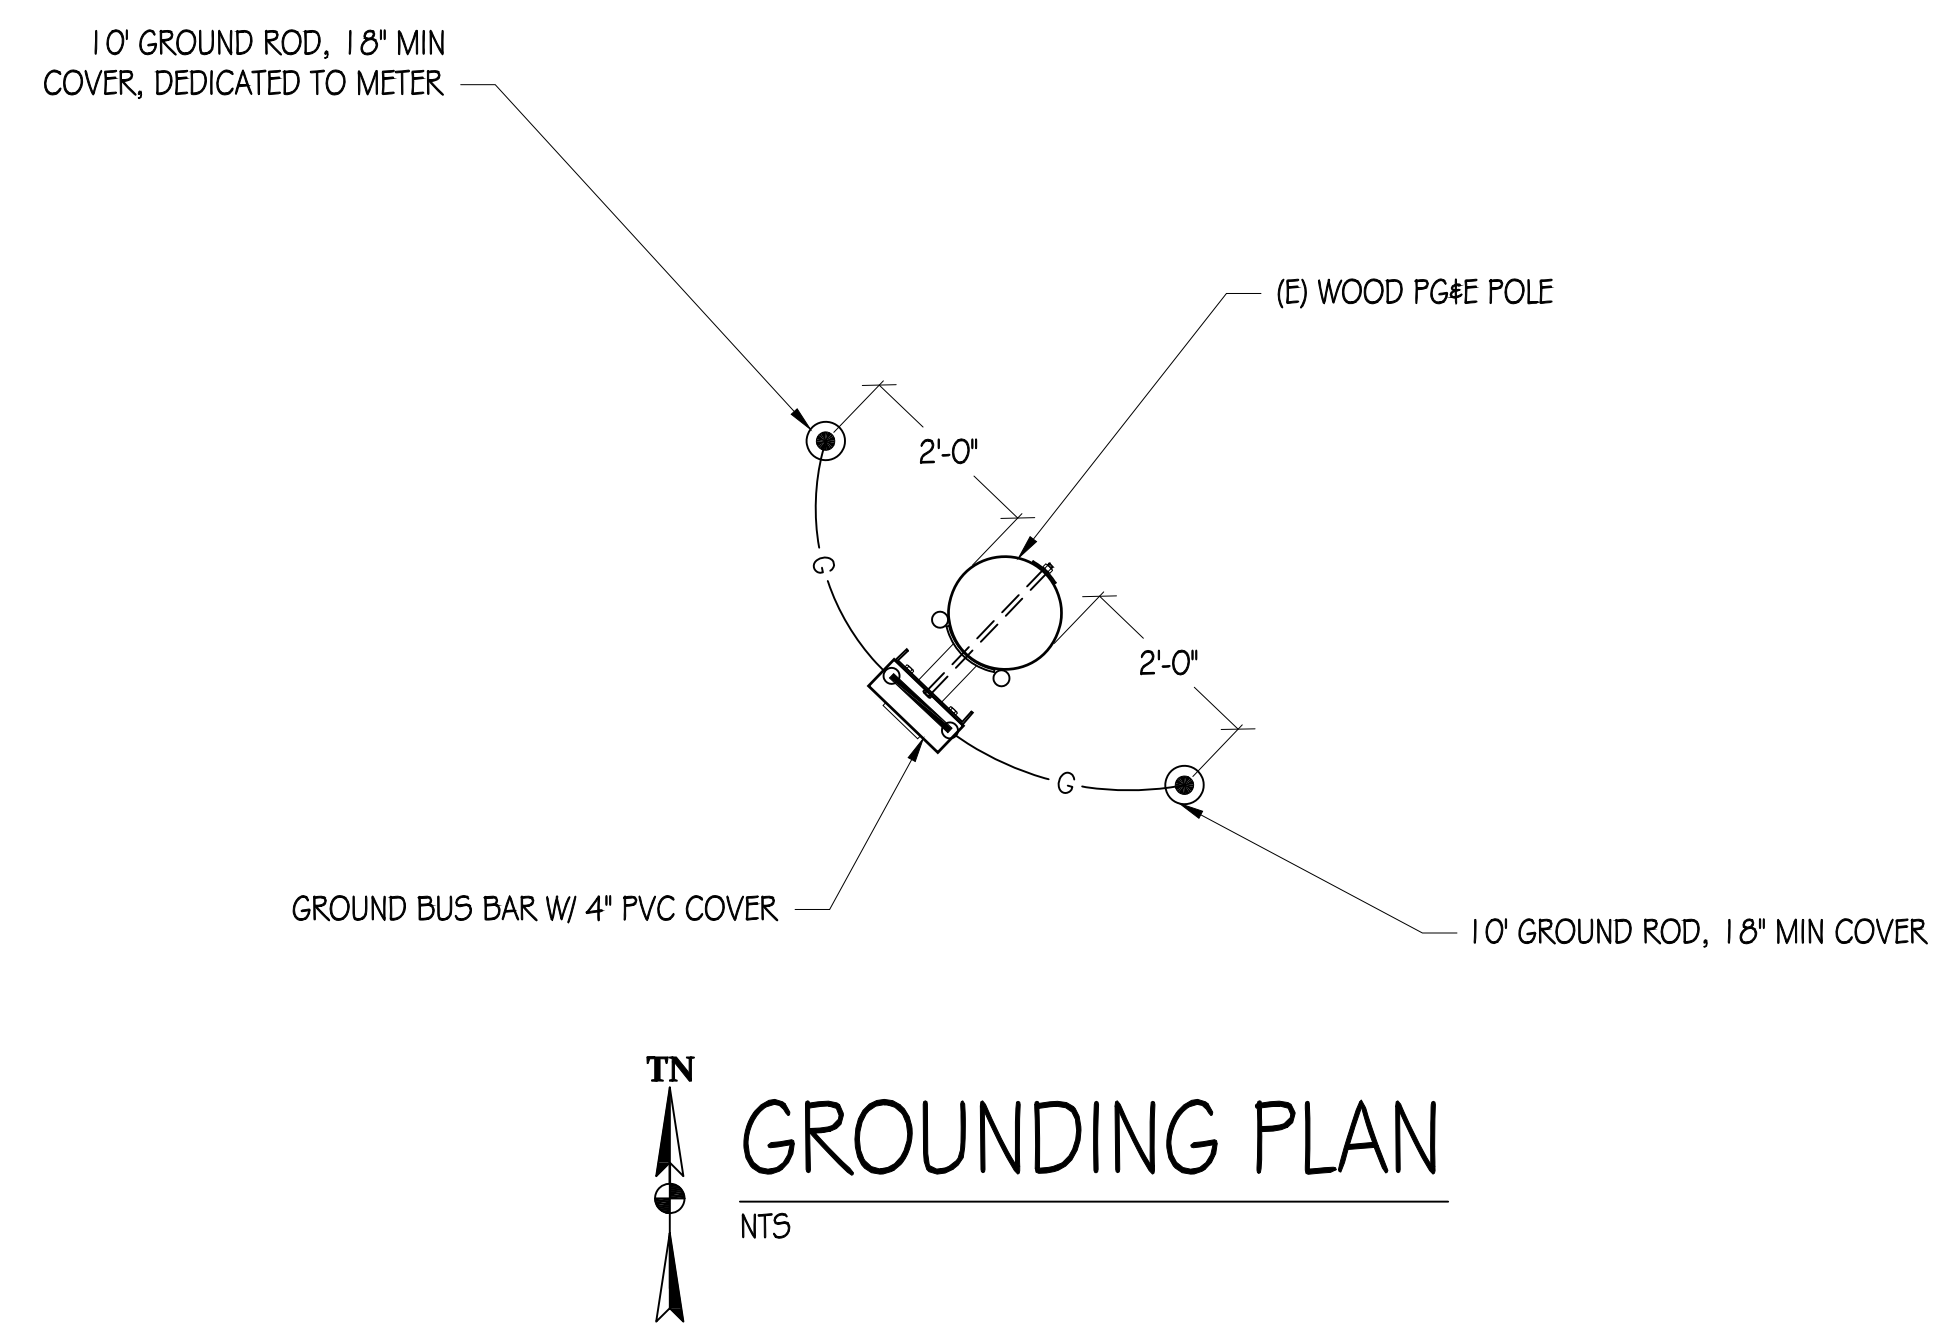 10' GROUND ROD, 18" MIN
COVER, DEDICATED TO METER
(E) WOOD PG&E POLE
2'-0"
G
2'-0"
G
GROUND BUS BAR W/ 4" PVC COVER
10' GROUND ROD, 18" MIN COVER
TN
GROUNDING PLAN
NTS